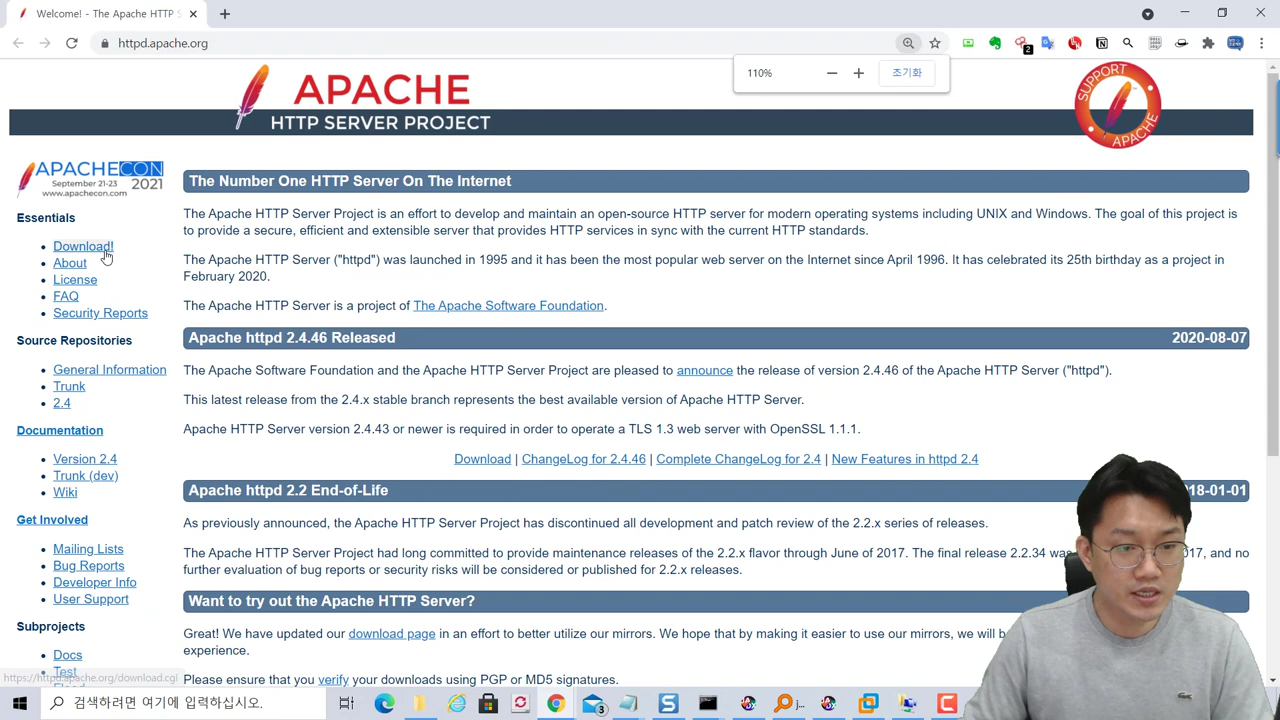 Welcome! - The Apache HTTP S
httpd.apache.org
2
110%
초기화
APACHE
HTTP SERVER PROJECT
SUPPORT
APACHE
APACHECON
September 21-23
2021
www.apachecon.com
Essentials
Download!
About
License
FAQ
Security Reports
Source Repositories
General Information
Trunk
2.4
Documentation
Version 2.4
Trunk (dev)
Wiki
Get Involved
Mailing Lists
Bug Reports
Developer Info
User Support
Subprojects
Docs
Test
https://httpd.apache.org/download.cgi
The Number One HTTP Server On The Internet
The Apache HTTP Server Project is an effort to develop and maintain an open-source HTTP server for modern operating systems including UNIX and Windows. The goal of this project is
to provide a secure, efficient and extensible server that provides HTTP services in sync with the current HTTP standards.
The Apache HTTP Server ("httpd") was launched in 1995 and it has been the most popular web server on the Internet since April 1996. It has celebrated its 25th birthday as a project in
February 2020.
The Apache HTTP Server is a project of The Apache Software Foundation.
Apache httpd 2.4.46 Released 2020-08-07
The Apache Software Foundation and the Apache HTTP Server Project are pleased to announce the release of version 2.4.46 of the Apache HTTP Server ("httpd").
This latest release from the 2.4.x stable branch represents the best available version of Apache HTTP Server.
Apache HTTP Server version 2.4.43 or newer is required in order to operate a TLS 1.3 web server with OpenSSL 1.1.1.
Download | ChangeLog for 2.4.46 | Complete ChangeLog for 2.4 | New Features in httpd 2.4
Apache httpd 2.2 End-of-Life 18-01-01
As previously announced, the Apache HTTP Server Project has discontinued all development and patch review of the 2.2.x series of releases.
The Apache HTTP Server Project had long committed to provide maintenance releases of the 2.2.x flavor through June of 2017. The final release 2.2.34 was 17, and no
further evaluation of bug reports or security risks will be considered or published for 2.2.x releases.
Want to try out the Apache HTTP Server?
Great! We have updated our download page in an effort to better utilize our mirrors. We hope that by making it easier to use our mirrors, we will b
experience.
Please ensure that you verify your downloads using PGP or MD5 signatures.
검색하려면 여기에 입력하십시오.
3
j...